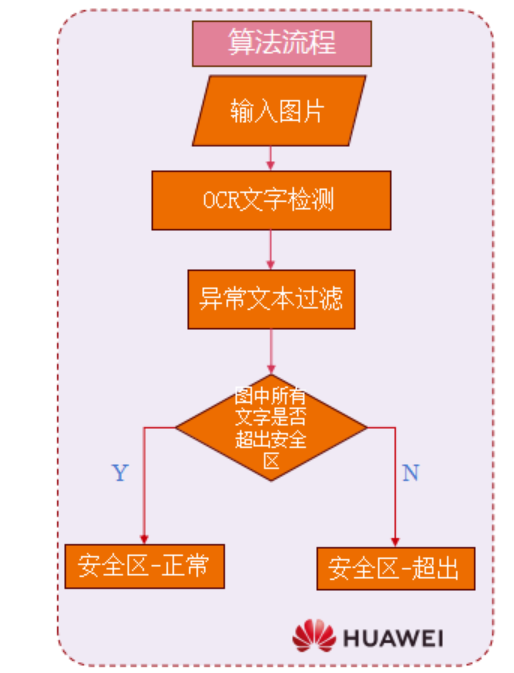 算法流程
输入图片
OCR文字检测
异常文本过滤
图中所有
文字是否
超出安全
区
Y
N
安全区-正常
安全区-超出
HUAWEI